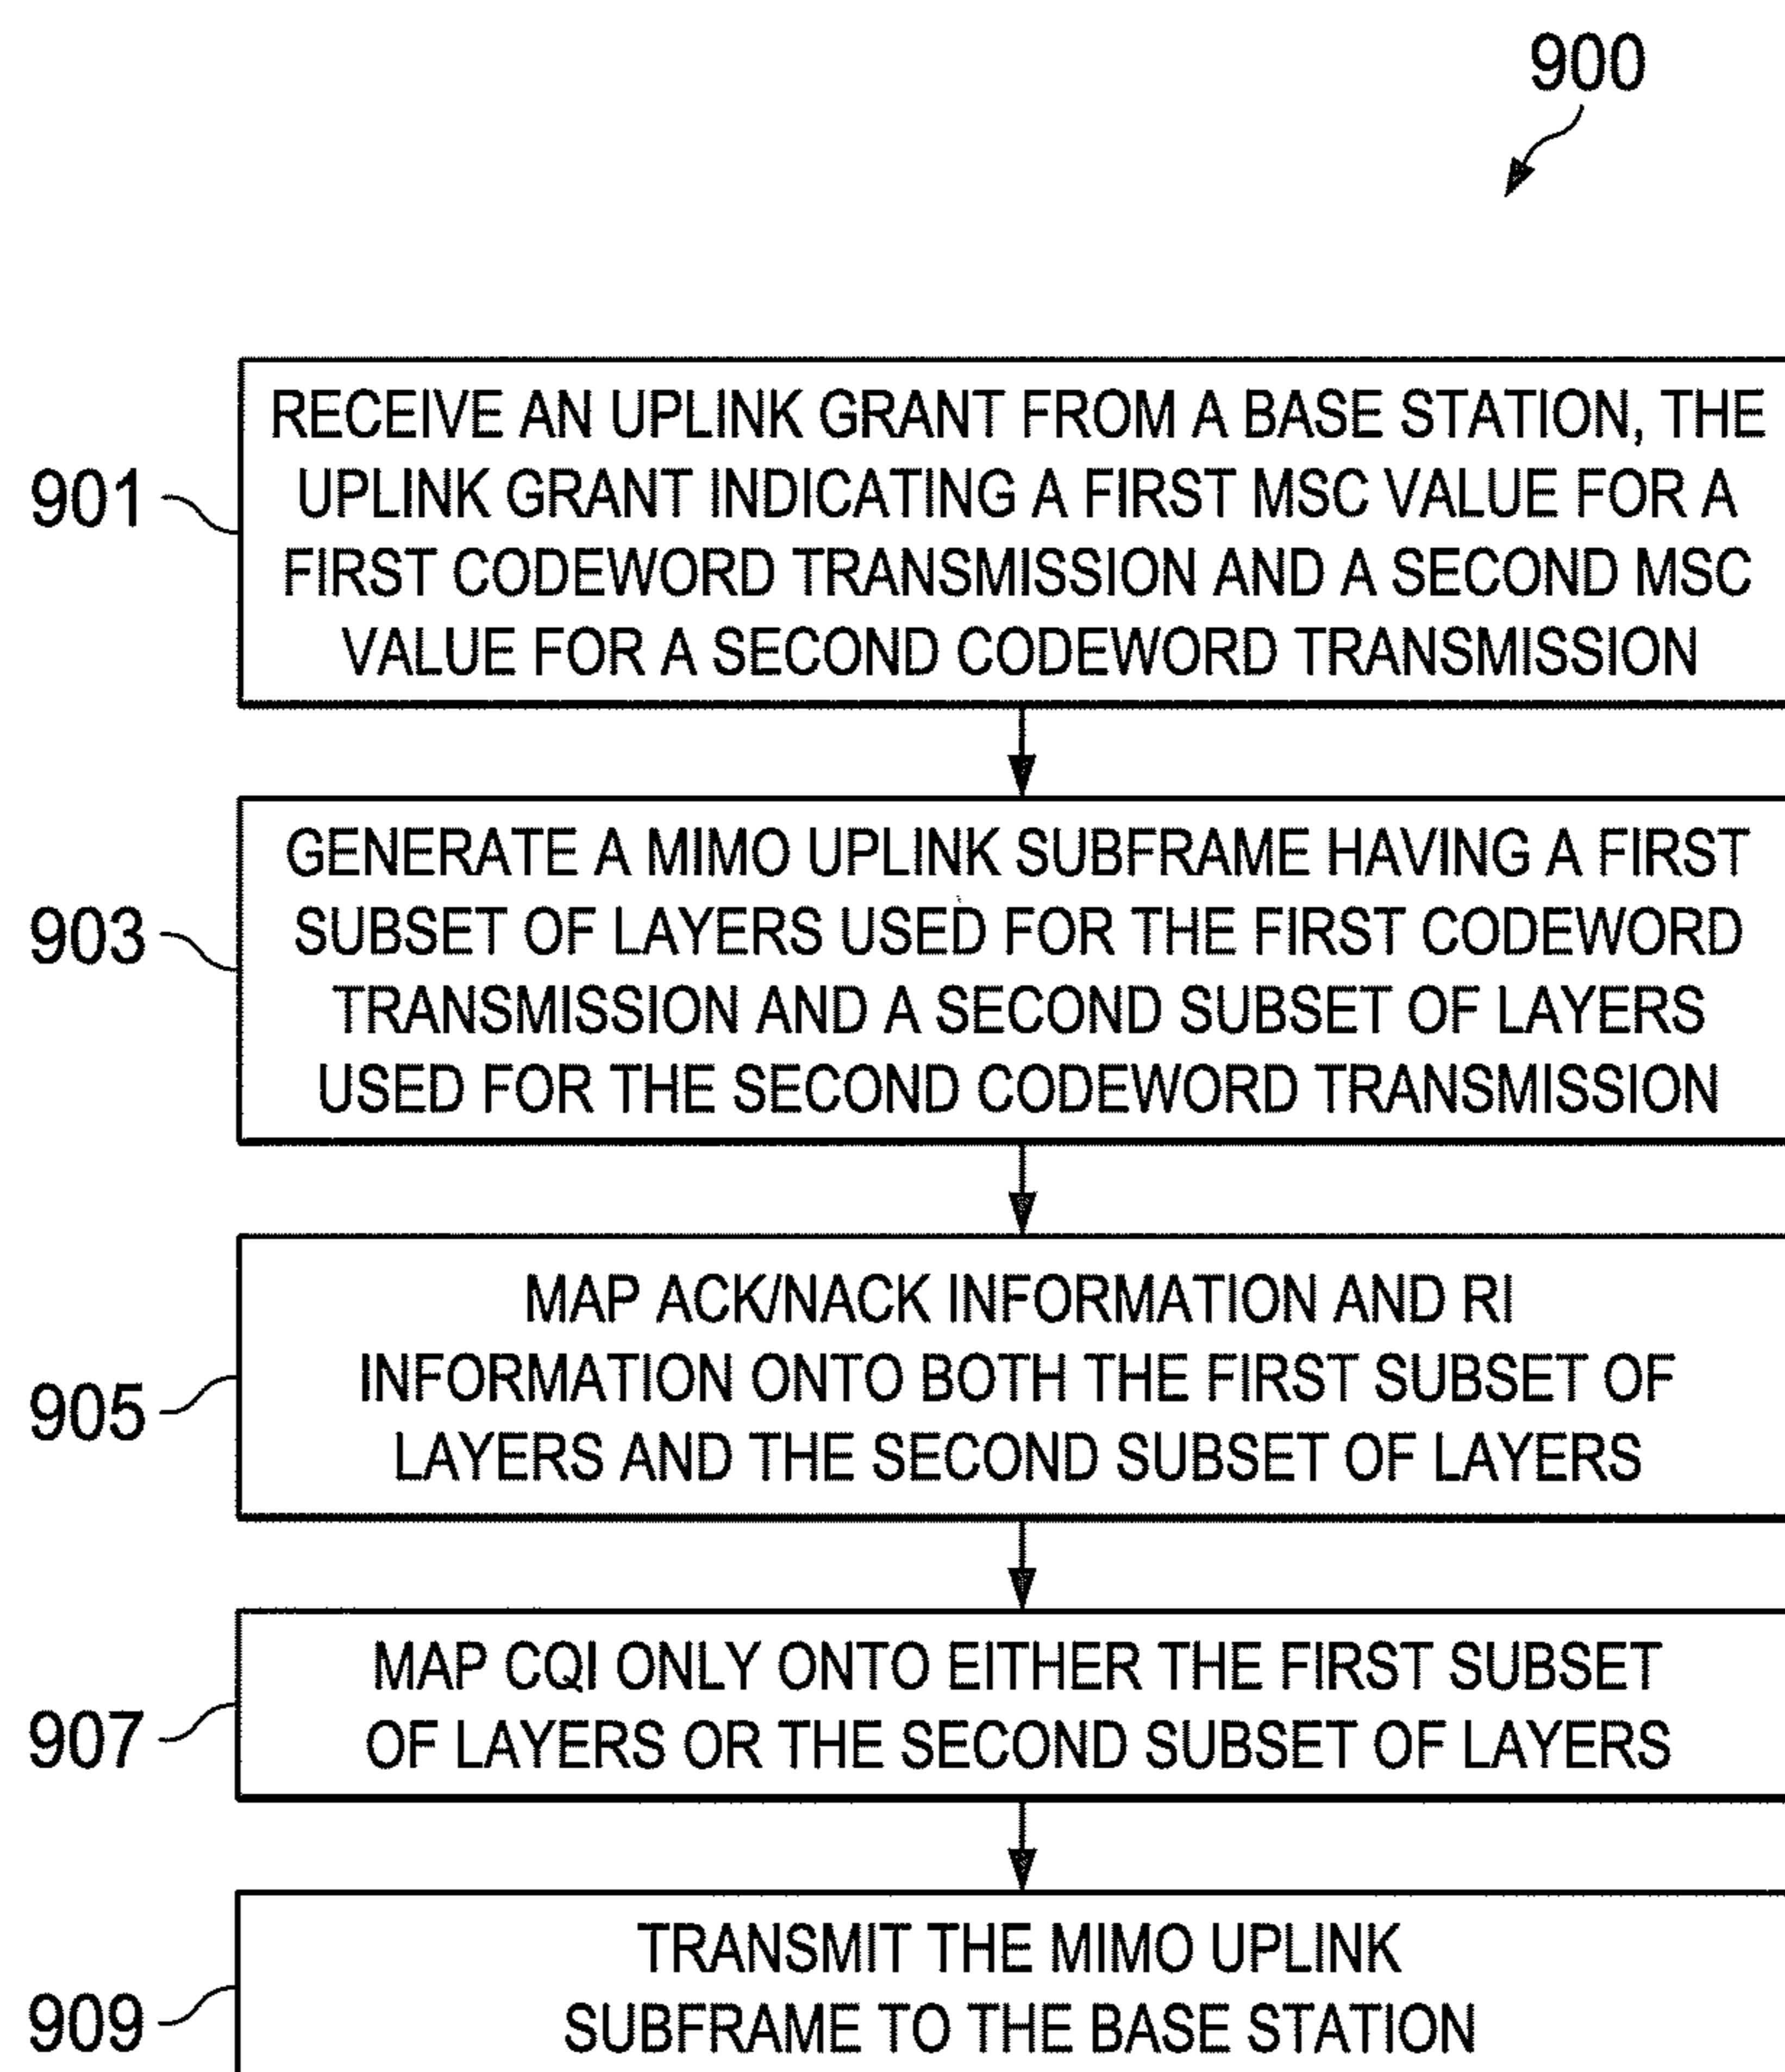 900
901
RECEIVE AN UPLINK GRANT FROM A BASE STATION, THE
UPLINK GRANT INDICATING A FIRST MSC VALUE FOR A
FIRST CODEWORD TRANSMISSION AND A SECOND MSC
VALUE FOR A SECOND CODEWORD TRANSMISSION
903
GENERATE A MIMO UPLINK SUBFRAME HAVING A FIRST
SUBSET OF LAYERS USED FOR THE FIRST CODEWORD
TRANSMISSION AND A SECOND SUBSET OF LAYERS
USED FOR THE SECOND CODEWORD TRANSMISSION
905
MAP ACK/NACK INFORMATION AND RI
INFORMATION ONTO BOTH THE FIRST SUBSET OF
LAYERS AND THE SECOND SUBSET OF LAYERS
907
MAP CQI ONLY ONTO EITHER THE FIRST SUBSET
OF LAYERS OR THE SECOND SUBSET OF LAYERS
909
TRANSMIT THE MIMO UPLINK
SUBFRAME TO THE BASE STATION